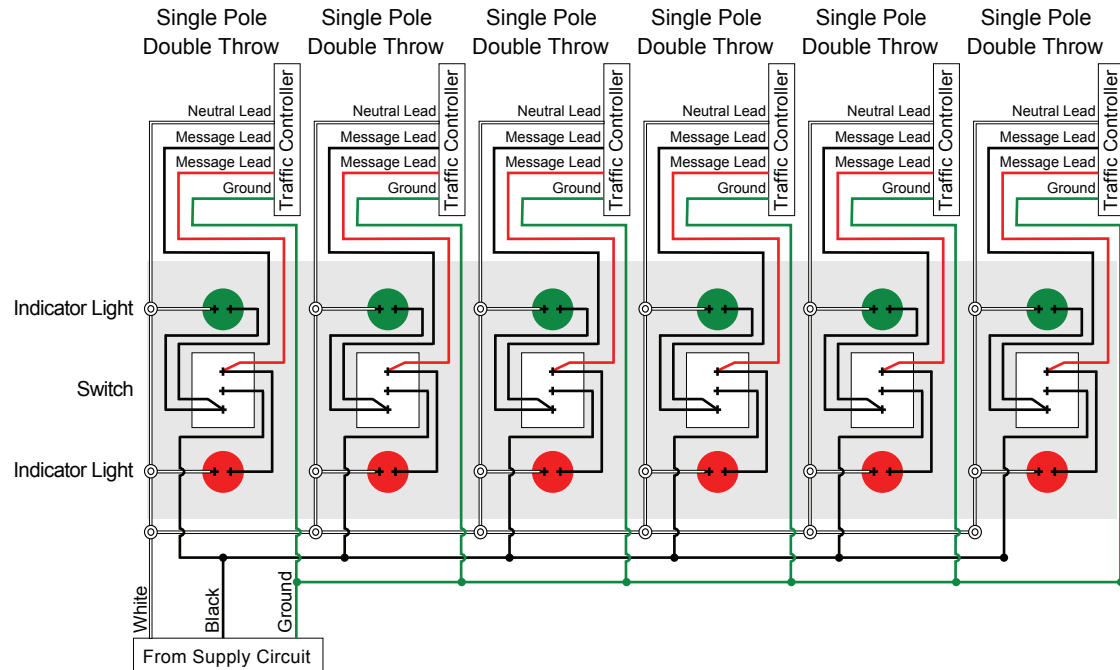 Single Pole
Double Throw
Single Pole
Double Throw
Single Pole
Double Throw
Single Pole
Double Throw
Single Pole
Double Throw
Single Pole
Double Throw
Neutral Lead
Message Lead
Message Lead
Ground
Traffic Controller
Neutral Lead
Message Lead
Message Lead
Ground
Traffic Controller
Neutral Lead
Message Lead
Message Lead
Ground
Traffic Controller
Neutral Lead
Message Lead
Message Lead
Ground
Traffic Controller
Neutral Lead
Message Lead
Message Lead
Ground
Traffic Controller
Neutral Lead
Message Lead
Message Lead
Ground
Traffic Controller
Indicator Light
Switch
Indicator Light
White
Black
Ground
From Supply Circuit